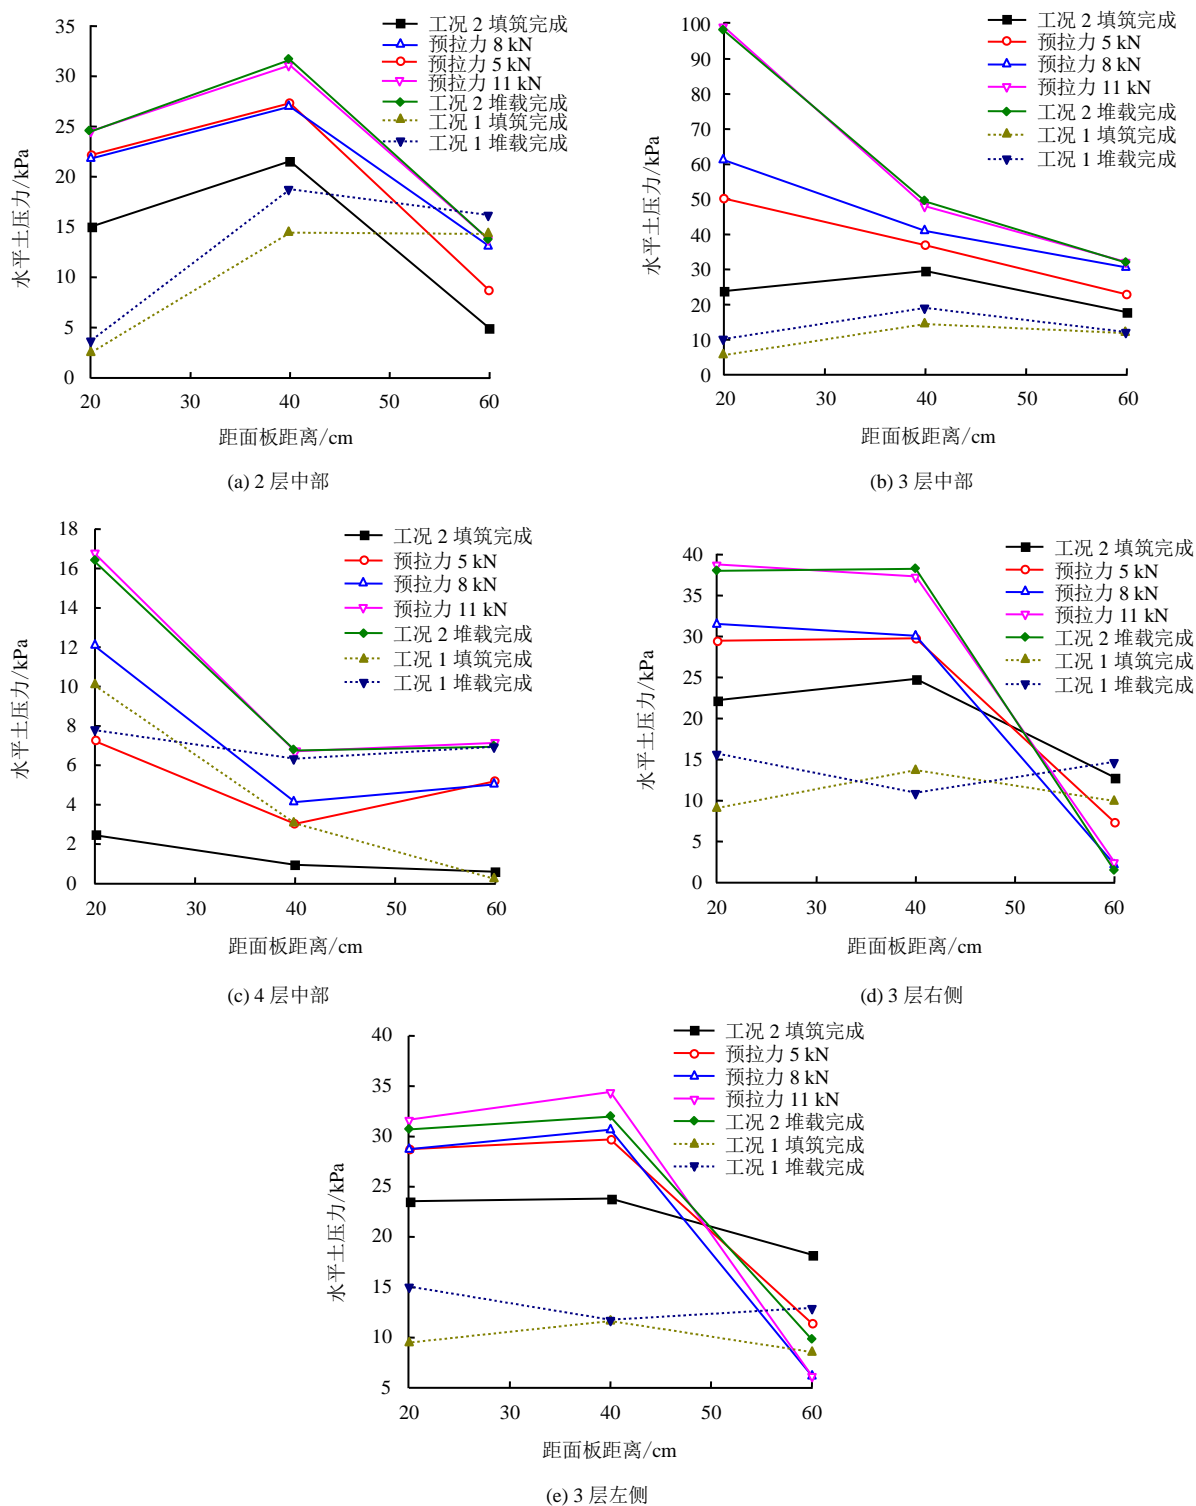 35
30
25
20
15
10
5
0
20
30
40
50
60
水平土压力/kPa
距面板距离/cm
工况 2 填筑完成
预拉力 8 kN
预拉力 5 kN
预拉力 11 kN
工况 2 堆载完成
工况 1 填筑完成
工况 1 堆载完成
(a) 2 层中部
100
90
80
70
100
60
50
40
30
20
10
0
20
30
40
50
60
水平土压力/kPa
距面板距离/cm
工况 2 填筑完成
预拉力 5 kN
预拉力 8 kN
预拉力 11 kN
工况 2 堆载完成
工况 1 填筑完成
工况 1 堆载完成
(b) 3 层中部
18
16
14
12
10
8
6
4
2
0
20
30
40
50
60
水平土压力/kPa
距面板距离/cm
工况 2 填筑完成
预拉力 5 kN
预拉力 8 kN
预拉力 11 kN
工况 2 堆载完成
工况 1 填筑完成
工况 1 堆载完成
(c) 4 层中部
40
35
30
25
20
15
10
5
0
20
30
40
50
60
水平土压力/kPa
距面板距离/cm
工况 2 填筑完成
预拉力 5 kN
预拉力 8 kN
预拉力 11 kN
工况 2 堆载完成
工况 1 填筑完成
工况 1 堆载完成
(d) 3 层右侧
40
35
30
25
20
15
10
5
20
30
40
50
60
水平土压力/kPa
距面板距离/cm
工况 2 填筑完成
预拉力 5 kN
预拉力 8 kN
预拉力 11 kN
工况 2 堆载完成
工况 1 填筑完成
工况 1 堆载完成
(e) 3 层左侧